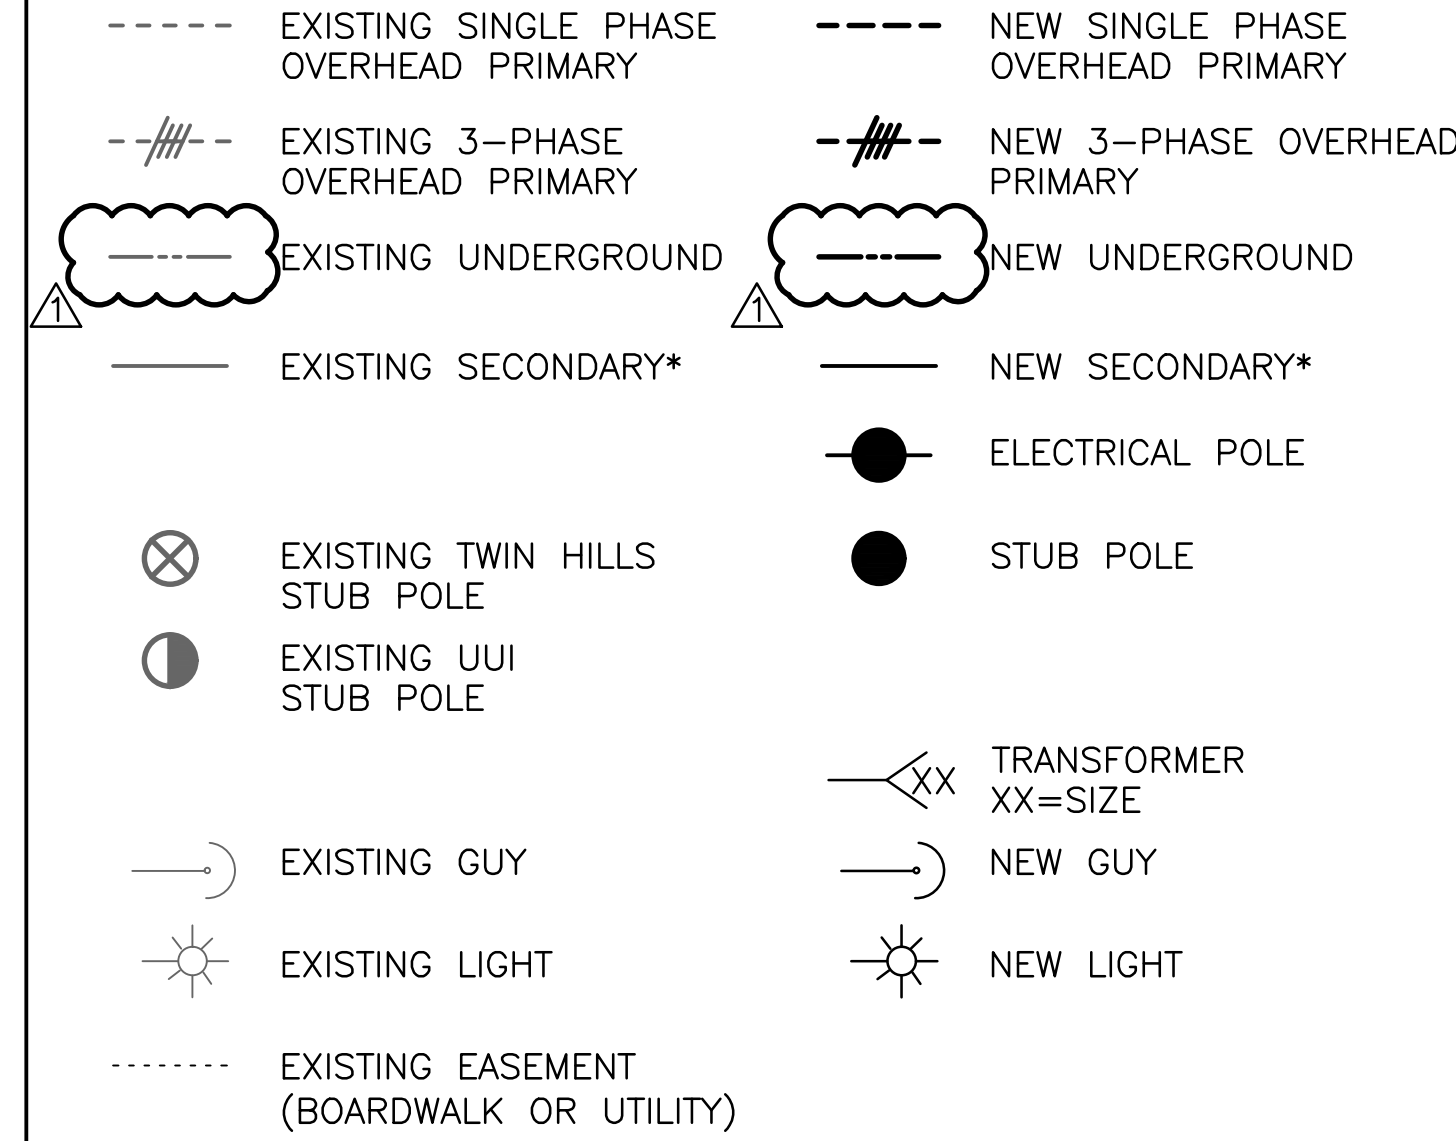 EXISTING SINGLE PHASE
OVERHEAD PRIMARY
NEW SINGLE PHASE
OVERHEAD PRIMARY
EXISTING 3-PHASE
OVERHEAD PRIMARY
NEW 3-PHASE OVERHEAD
PRIMARY
EXISTING UNDERGROUND
1
NEW UNDERGROUND
1
EXISTING SECONDARY*
NEW SECONDARY*
ELECTRICAL POLE
EXISTING TWIN HILLS
STUB POLE
STUB POLE
EXISTING UUI
STUB POLE
XX
TRANSFORMER
XX=SIZE
EXISTING GUY
NEW GUY
EXISTING LIGHT
NEW LIGHT
EXISTING EASEMENT
(BOARDWALK OR UTILITY)